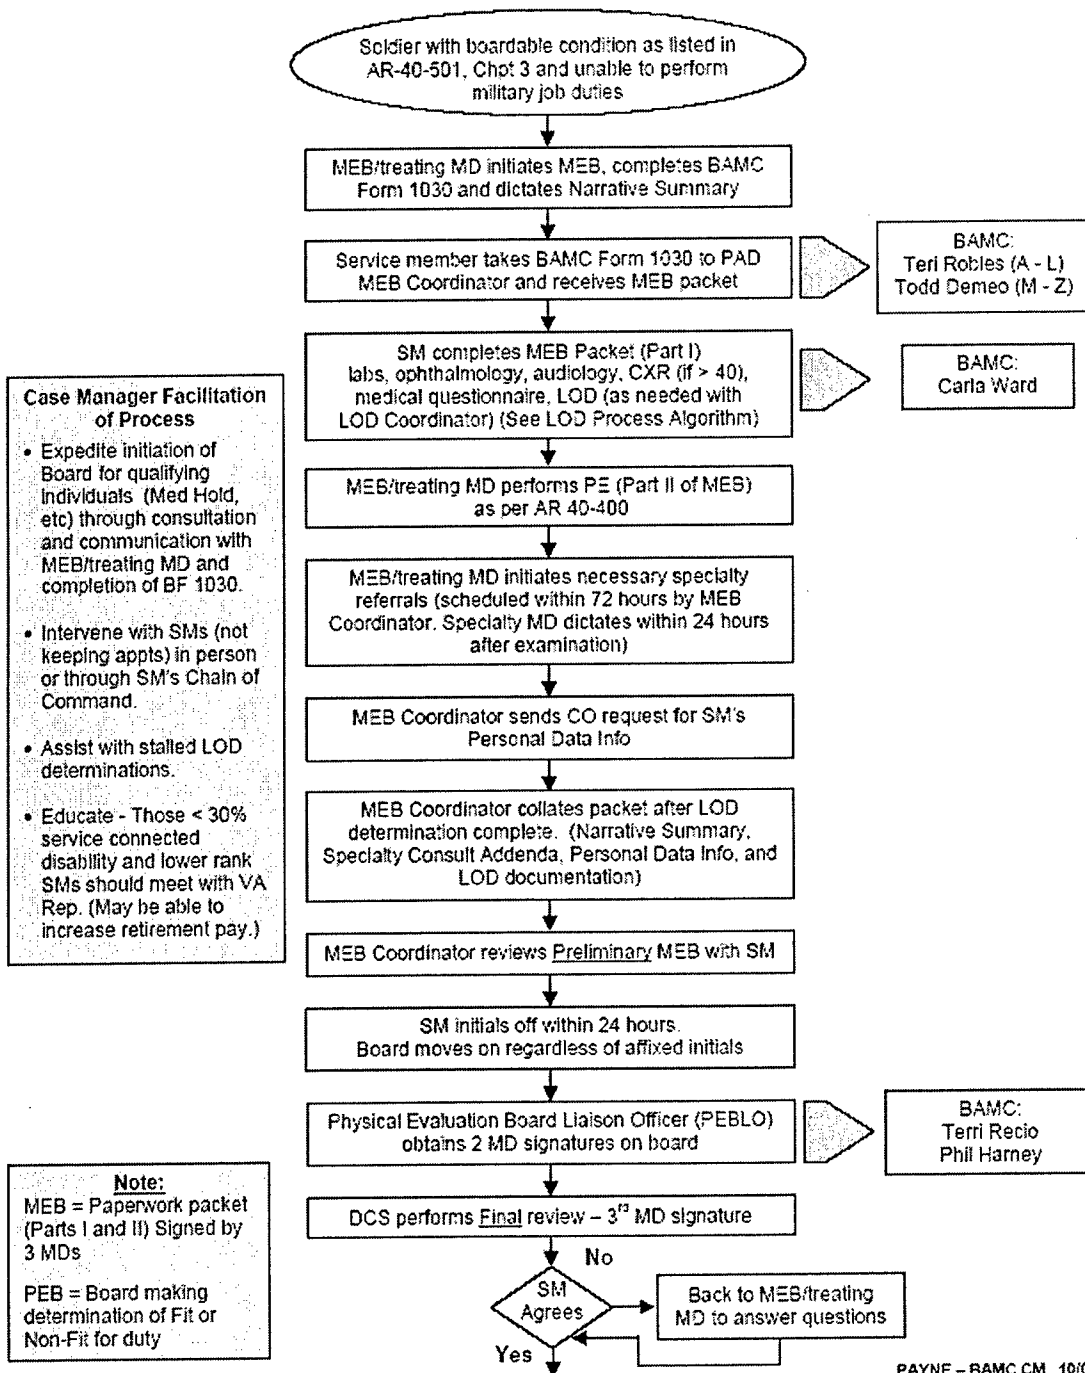 Soldier with boardable condition as listed in
AR-40-501, Chpt 3 and unable to perform
military job duties
MEB/treating MD initiates MEB, completes BAMC
Form 1030 and dictates Narrative Summary
Service member takes BAMC Form 1030 to PAD
MEB Coordinator and receives MEB packet
BAMC:
Teri Robles (A - L)
Todd Demeo (M - Z)
SM completes MEB Packet (Part I)
labs, ophthalmology, audiology, CXR (if > 40),
medical questionnaire, LOD (as needed with
LOD Coordinator) (See LOD Process Algorithm)
BAMC:
Carla Ward
Case Manager Facilitation
of Process
• Expedite initiation of
Board for qualifying
individuals (Med Hold,
etc) through consultation
and communication with
MEB/treating MD and
completion of BF 1030.
• Intervene with SMs (not
keeping appts) in person
or through SM's Chain of
Command.
• Assist with stalled LOD
determinations.
• Educate - Those < 30%
service connected
disability and lower rank
SMs should meet with VA
Rep. (May be able to
increase retirement pay.)
MEB/treating MD performs PE (Part II of MEB)
as per AR 40-400
MEB/treating MD initiates necessary specialty
referrals (scheduled within 72 hours by MEB
Coordinator. Specialty MD dictates within 24 hours
after examination)
MEB Coordinator sends CO request for SM's
Personal Data Info
MEB Coordinator collates packet after LOD
determination complete. (Narrative Summary,
Specialty Consult Addenda, Personal Data Info, and
LOD documentation)
MEB Coordinator reviews Preliminary MEB with SM
SM initials off within 24 hours.
Board moves on regardless of affixed initials
Physical Evaluation Board Liaison Officer (PEBLO)
obtains 2 MD signatures on board
BAMC:
Terri Recio
Phil Harney
Note:
MEB = Paperwork packet
(Parts I and II) Signed by
3 MDs
PEB = Board making
determination of Fit or
Non-Fit for duty
DCS performs Final review – 3rd MD signature
No
SM
Agrees
Back to MEB/treating
MD to answer questions
Yes
PAYNE – BAMC CM